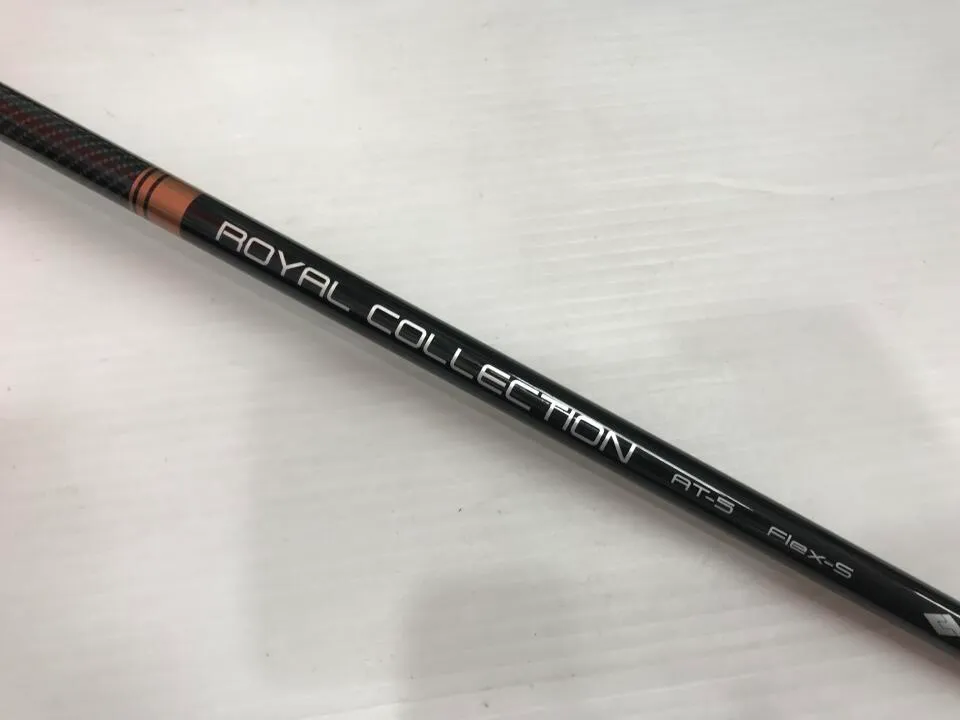 ROYAL COLLECTION AT-5 Flex-S